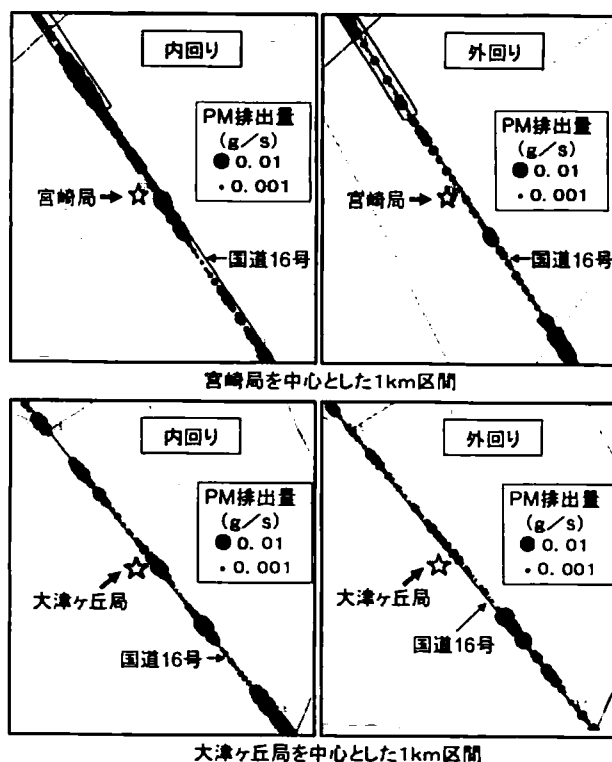 内回り
PM排出量
(g/s)
0.01
0.001
宮崎局
国道16号
外回り
PM排出量
(g/s)
0.01
0.001
宮崎局
国道16号
宮崎局を中心とした1km区間
内回り
PM排出量
(g/s)
0.01
0.001
大津ヶ丘局
国道16号
外回り
PM排出量
(g/s)
0.01
0.001
大津ヶ丘局
国道16号
大津ヶ丘局を中心とした1km区間